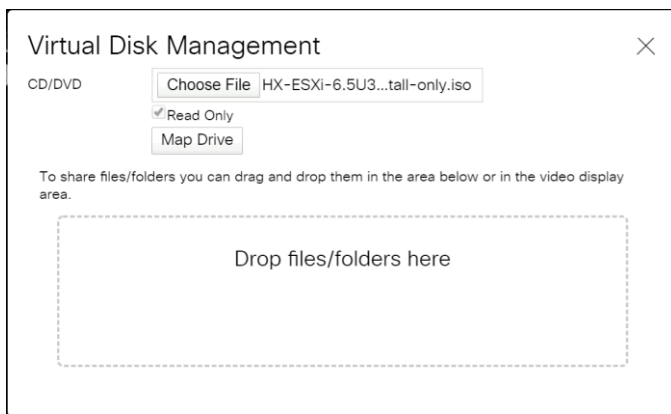 Virtual Disk Management
CD/DVD
Choose File HX-ESXi-6.5U3...tall-only.iso
Read Only
Map Drive
To share files/folders you can drag and drop them in the area below or in the video display
area.
Drop files/folders here